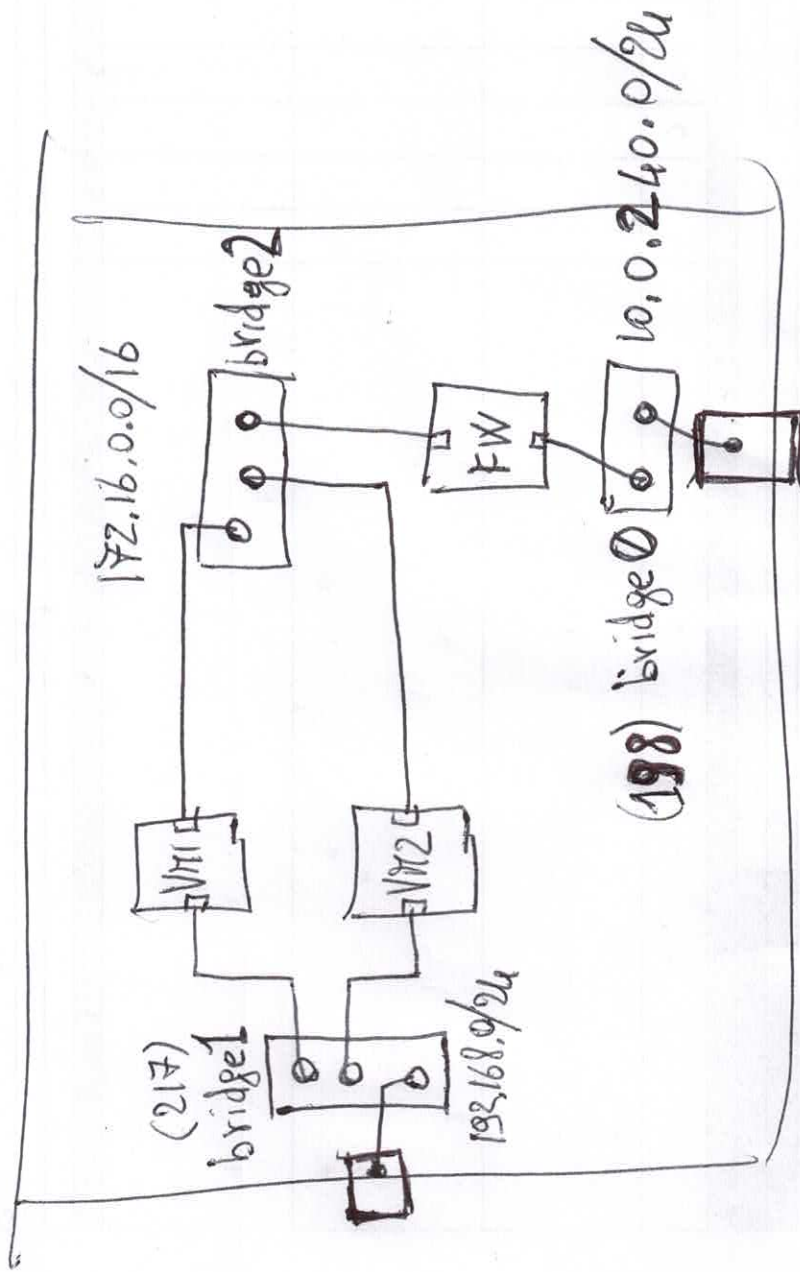 (217)
bridge1
192,168.0/24
VM1
VM2
172.16.0.0/16
bridge2
FW
(198) bridge0
10.0.240.0/24